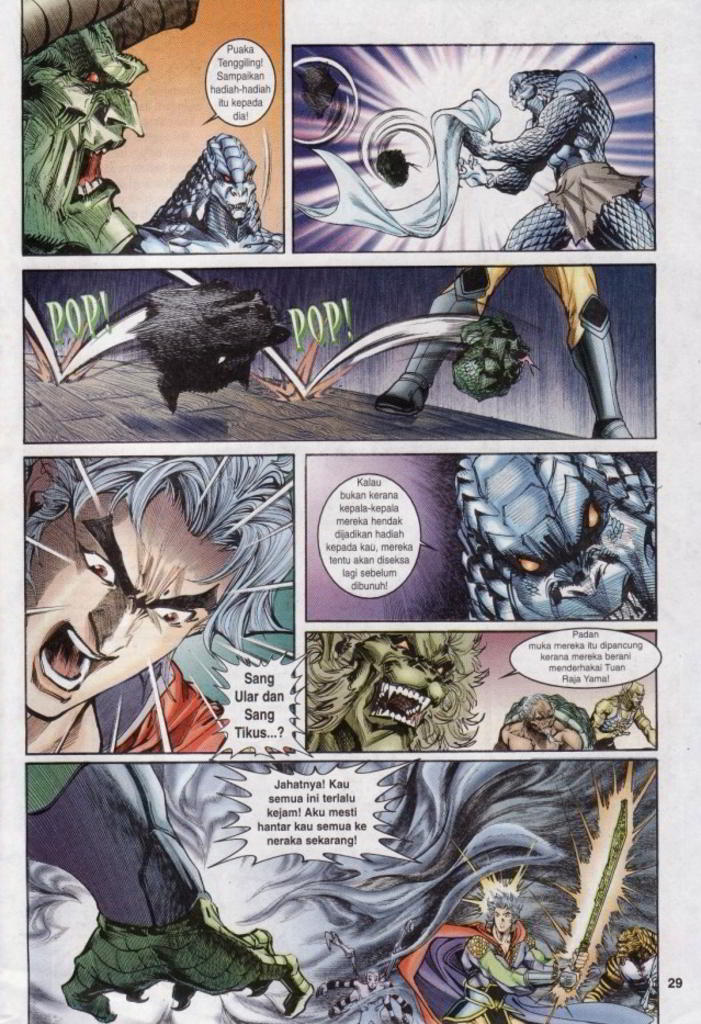 Puaka
Tenggiling!
Sampaikan
hadiah-hadiah
itu kepada
dia!
POP!
POP!
Kalau
bukan kerana
kepala-kepala
mereka hendak
dijadikan hadiah
kepada kau, mereka
tentu akan diseksa
lagi sebelum
dibunuh!
Sang
Ular dan
Sang
Tikus...?
Padan
muka mereka itu dipancung
kerana mereka berani
menderhakai Tuan
Raja Yama!
Jahatnya! Kau
semua ini terlalu
kejam! Aku mesti
hantar kau semua ke
neraka sekarang!
29